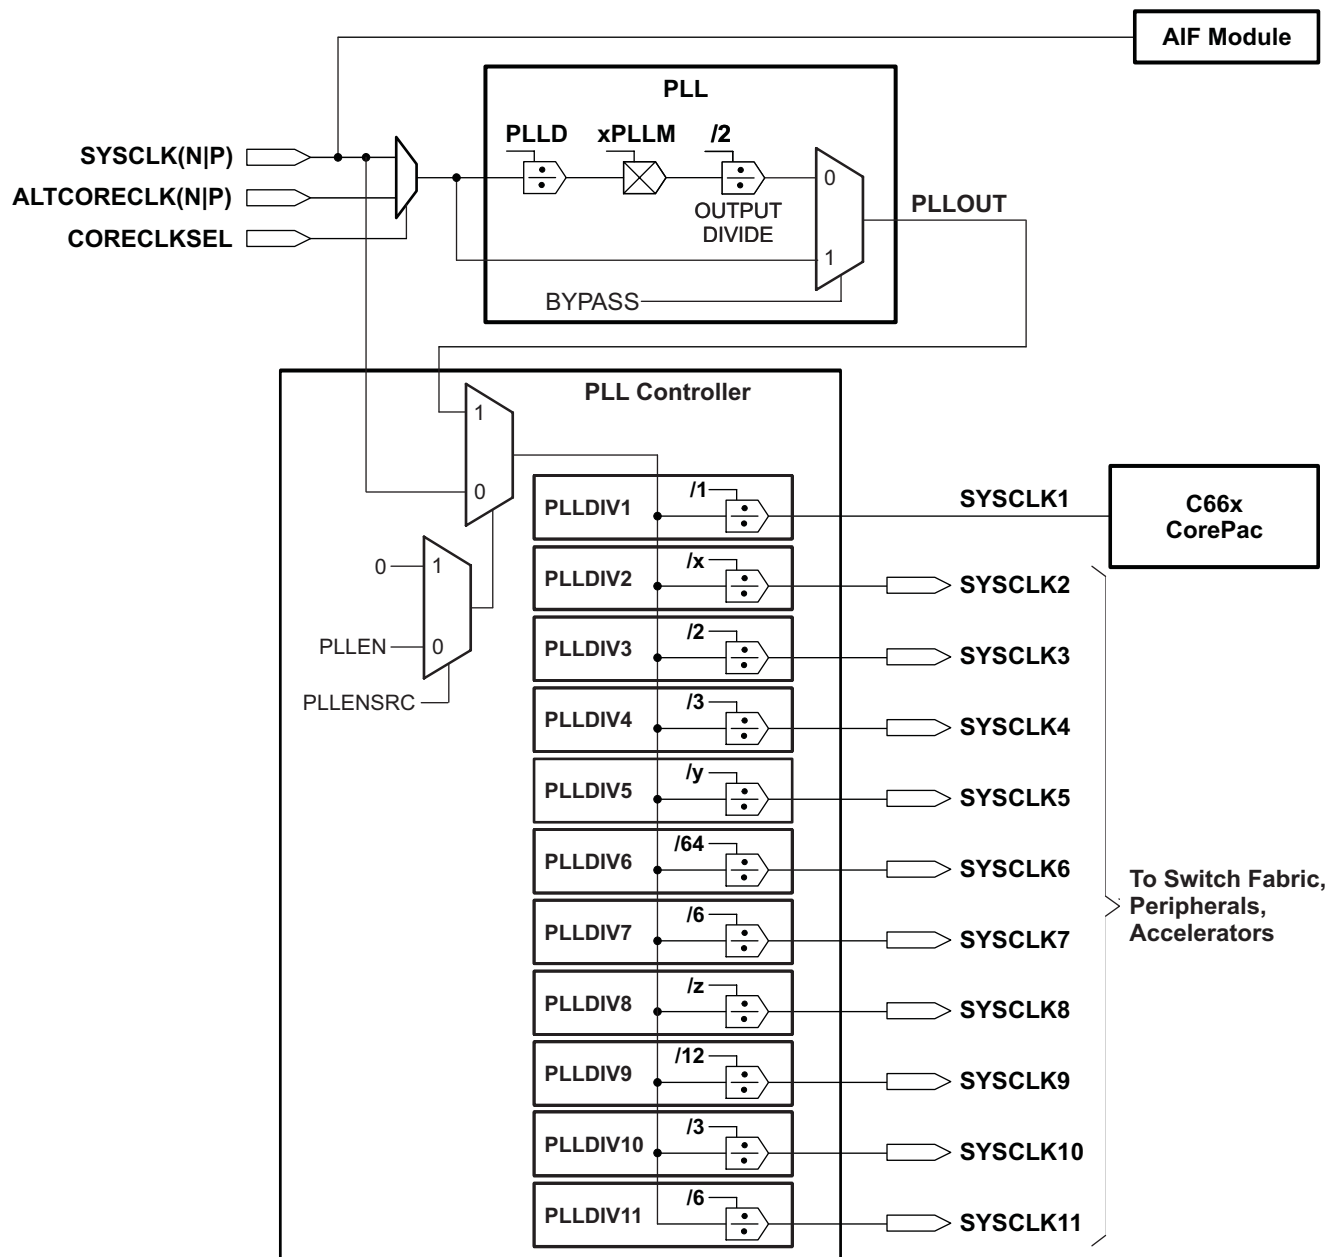 AIF Module
PLL
PLLD xPLLM /2
SYSCLK(N|P)
ALTCORECLK(N|P)
CORECLKSEL
0
OUTPUT
DIVIDE
PLLOUT
1
BYPASS
PLL Controller
1
0
0 1
PLLEN 0
PLLENSRC
PLLDIV1 /1 SYSCLK1
C66x
CorePac
PLLDIV2 /x SYSCLK2
PLLDIV3 /2 SYSCLK3
PLLDIV4 /3 SYSCLK4
PLLDIV5 /y SYSCLK5
PLLDIV6 /64 SYSCLK6
PLLDIV7 /6 SYSCLK7
PLLDIV8 /z SYSCLK8
PLLDIV9 /12 SYSCLK9
PLLDIV10 /3 SYSCLK10
PLLDIV11 /6 SYSCLK11
To Switch Fabric,
Peripherals,
Accelerators